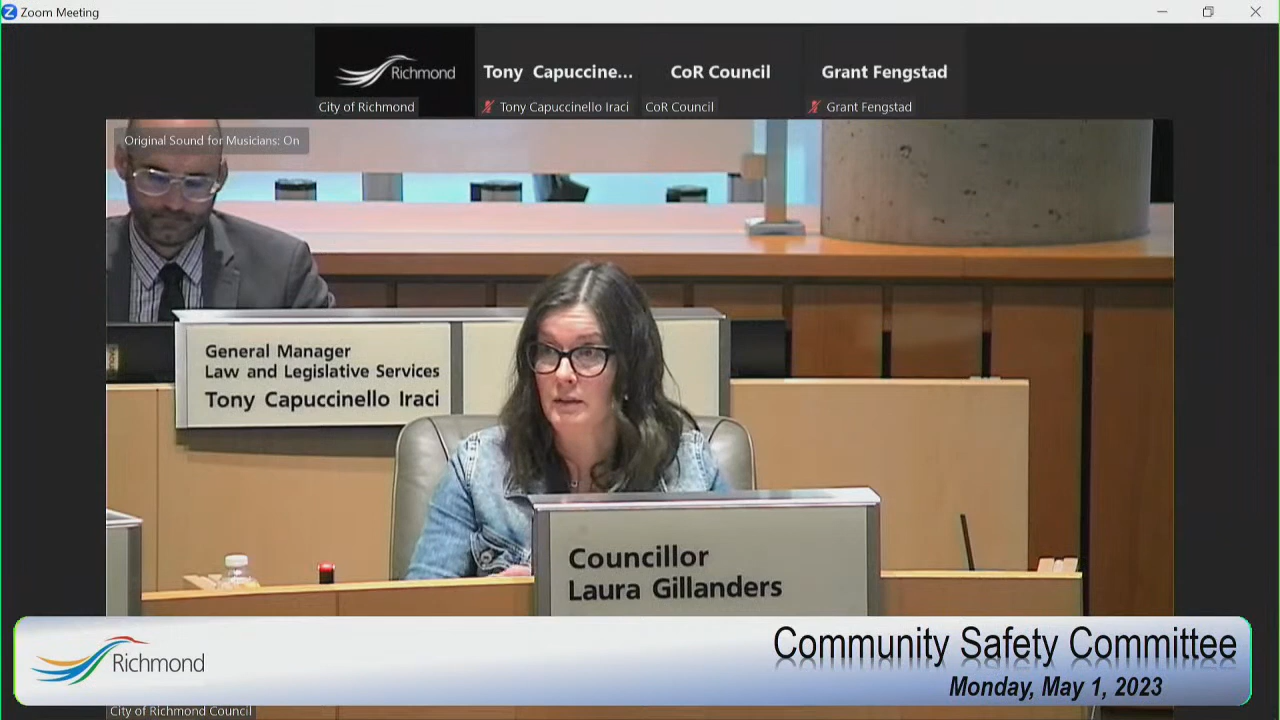 Zoom Meeting
Richmond
Tony Capuccine...
CoR Council
Grant Fengstad
City of Richmond
Tony Capuccinello Iraci
CoR Council
Grant Fengstad
Original Sound for Musicians: On
General Manager
Law and Legislative Services
Tony Capuccinello Iraci
Councillor
Laura Gillanders
Richmond
Community Safety Committee
Monday, May 1, 2023
City of Richmond Council